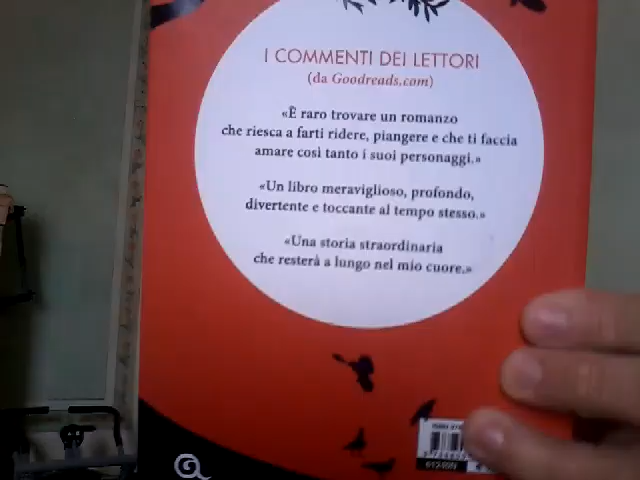 I COMMENTI DEI LETTORI
(da Goodreads.com)
«È raro trovare un romanzo
che riesca a farti ridere, piangere e che ti faccia
amare così tanto i suoi personaggi.»
«Un libro meraviglioso, profondo,
divertente e toccante al tempo stesso.»
«Una storia straordinaria
che resterà a lungo nel mio cuore.»